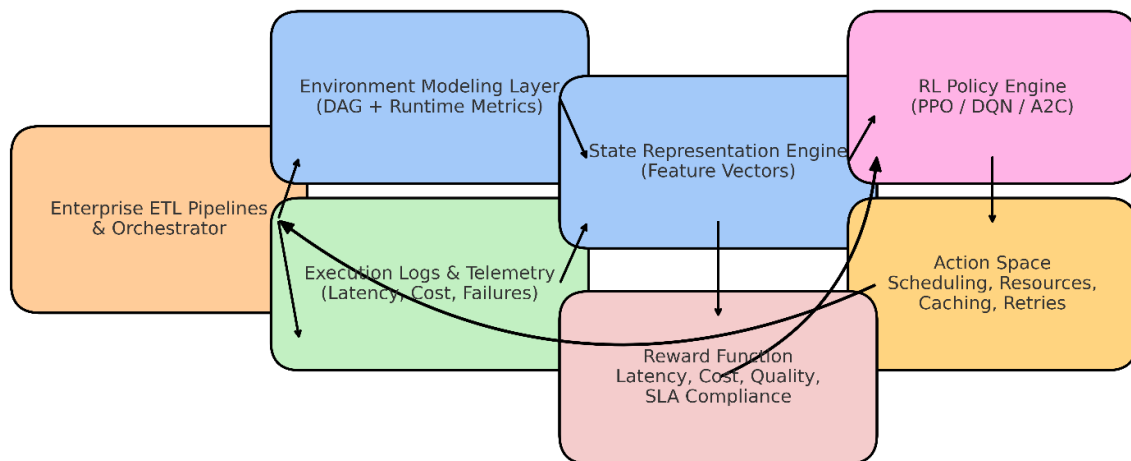 Environment Modeling Layer
(DAG + Runtime Metrics)
RL Policy Engine
(PPO / DQN / A2C)
State Representation Engine
(Feature Vectors)
Enterprise ETL Pipelines
& Orchestrator
Execution Logs & Telemetry
(Latency, Cost, Failures)
Action Space
Scheduling, Resources,
Caching, Retries
Reward Function
Latency, Cost, Quality,
SLA Compliance